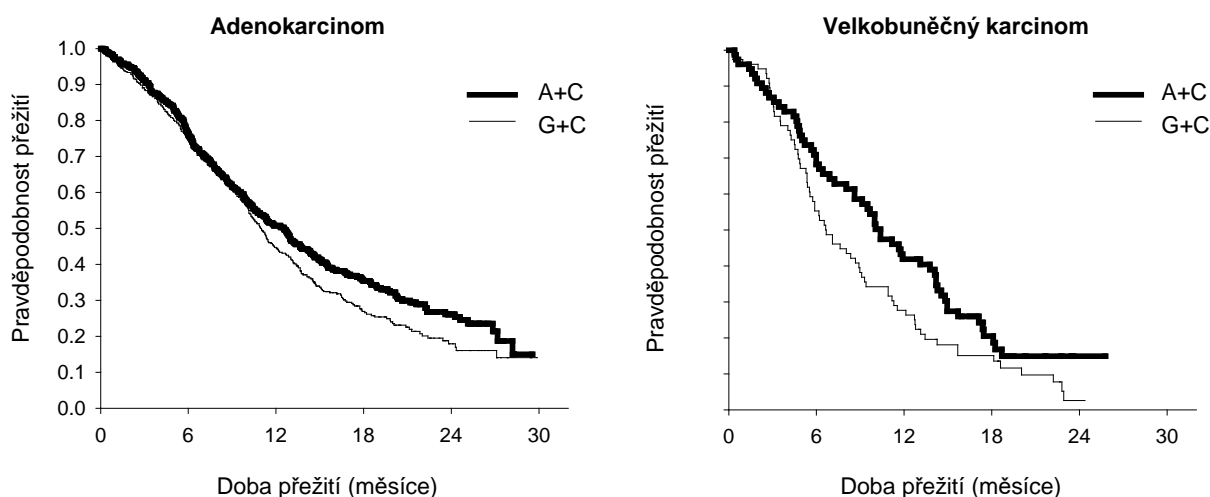 Adenokarcinom
Pravděpodobnost přežití
1.0
0.9
0.8
0.7
0.6
0.5
0.4
0.3
0.2
0.1
0.0
A+C
G+C
0 6 12 18 24 30
Doba přežití (měsíce)
Velkobuněčný karcinom
Pravděpodobnost přežití
A+C
G+C
0 6 12 18 24 30
Doba přežití (měsíce)